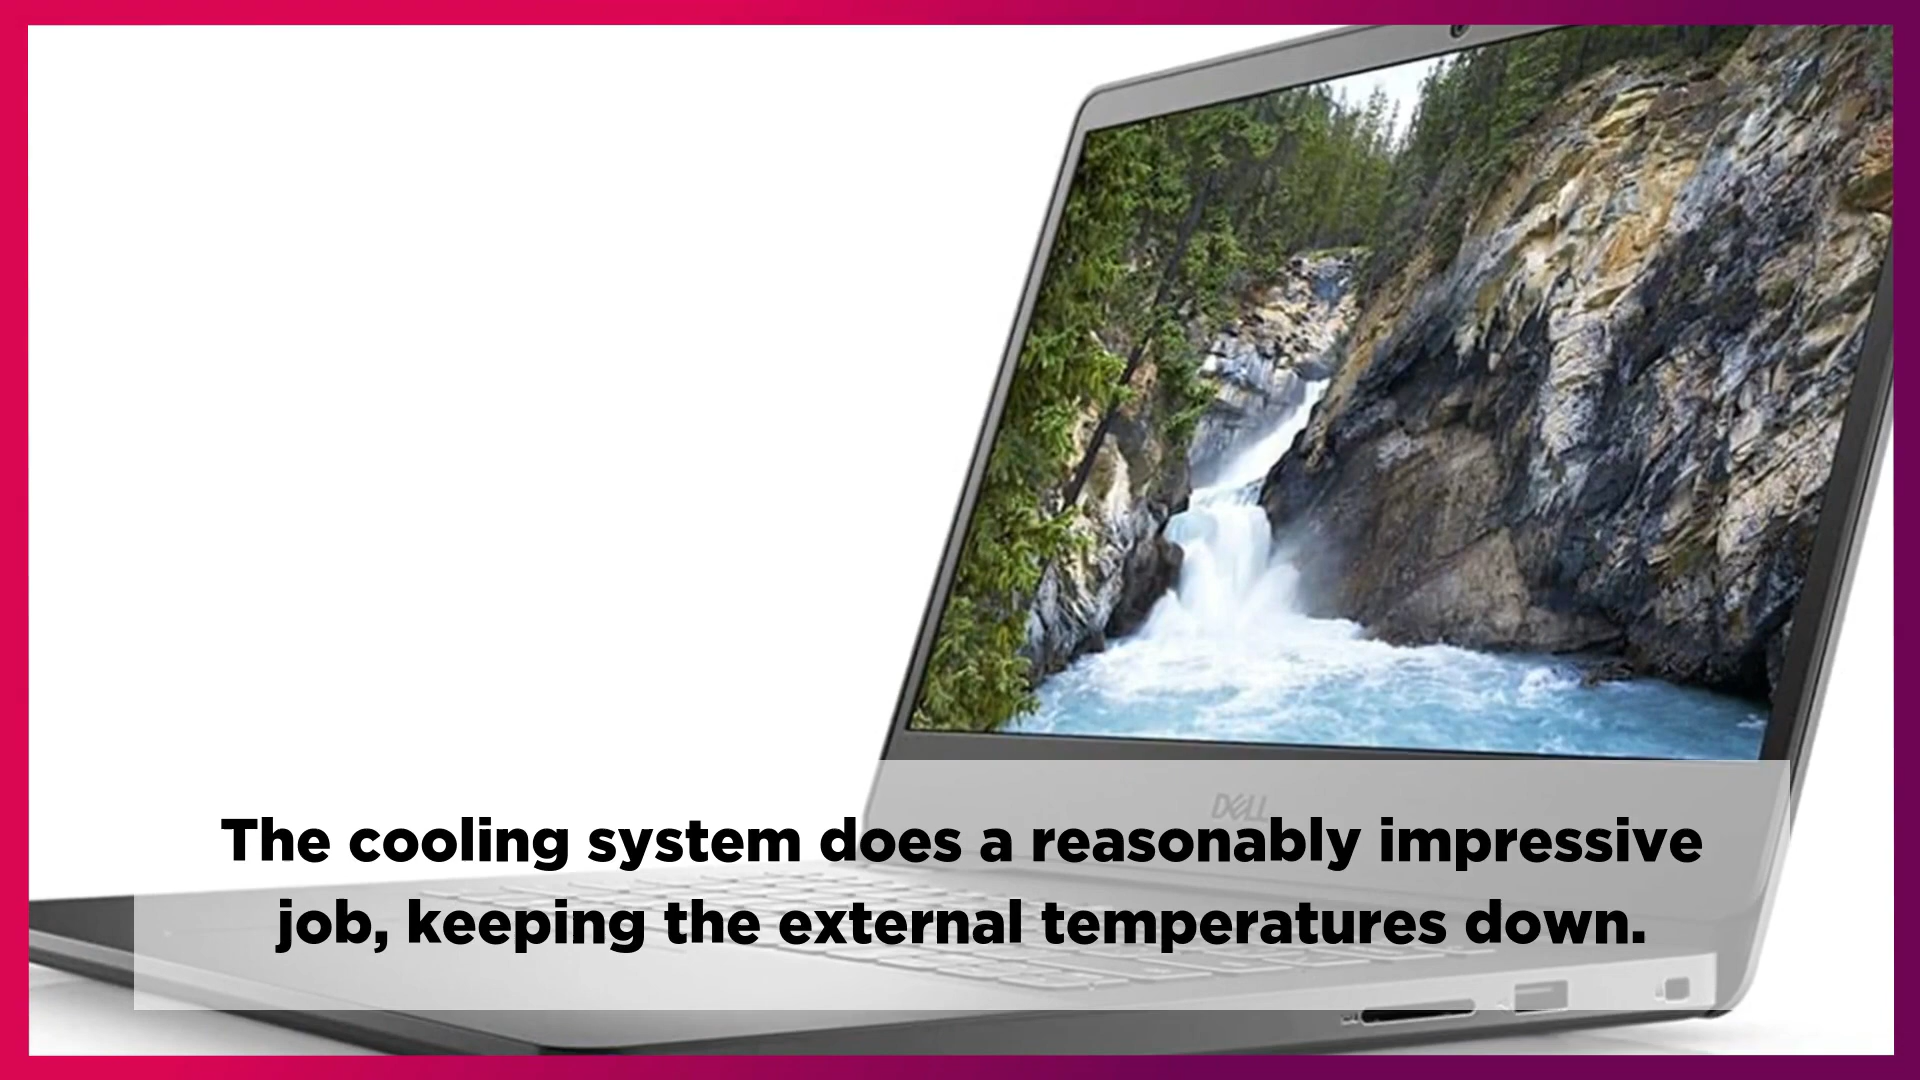 DELL
The cooling system does a reasonably impressive
job, keeping the external temperatures down.